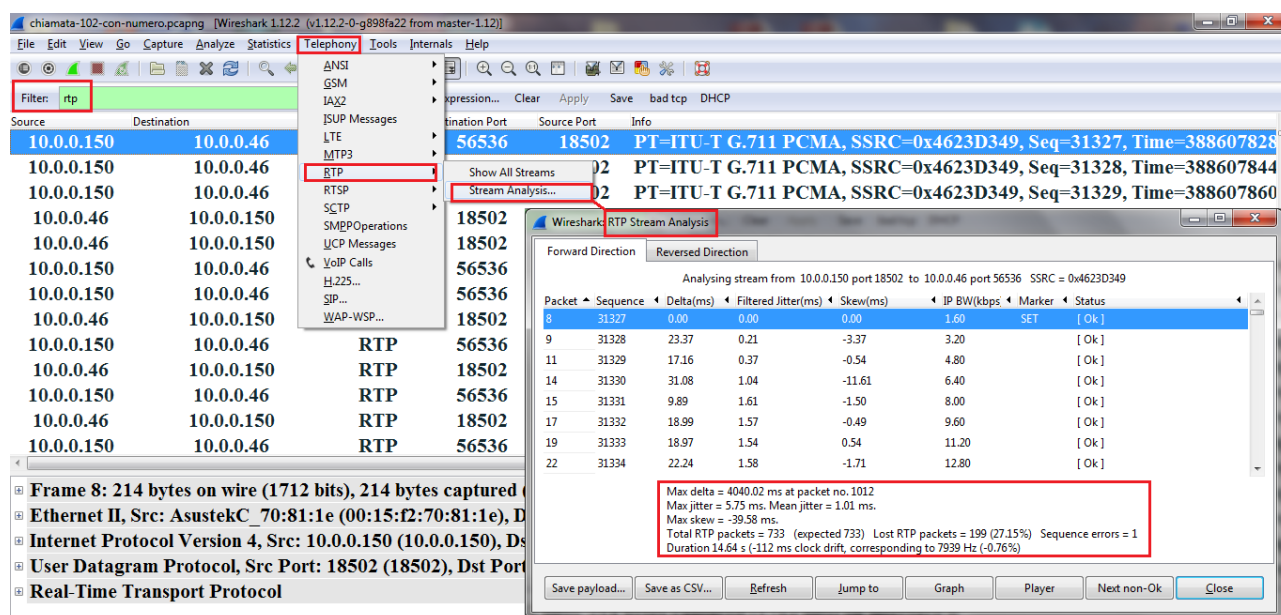 chiamata-102-con-numero.pcapng [Wireshark 1.12.2 (v1.12.2-0-g898fa22 from master-1.12)]
File Edit View Go Capture Analyze Statistics Telephony Tools Internals Help
Filter: rtp
xpression... Clear Apply Save bad tcp DHCP
ource Destination tination Port Source Port Info
10.0.0.150 10.0.0.46 56536 18502 PT=ITU-T G.711 PCMA, SSRC=0x4623D349, Seq=31327, Time=388607828
10.0.0.150 10.0.0.46 02 PT=ITU-T G.711 PCMA, SSRC=0x4623D349, Seq=31328, Time=388607844
10.0.0.150 10.0.0.46 02 PT=ITU-T G.711 PCMA, SSRC=0x4623D349, Seq=31329, Time=388607860
10.0.0.46 10.0.0.150 18502
10.0.0.46 10.0.0.150 18502
10.0.0.150 10.0.0.46 56536
10.0.0.150 10.0.0.46 56536
10.0.0.46 10.0.0.150 18502
10.0.0.150 10.0.0.46 RTP 56536
10.0.0.46 10.0.0.150 RTP 18502
10.0.0.150 10.0.0.46 RTP 56536
10.0.0.46 10.0.0.150 RTP 18502
10.0.0.150 10.0.0.46 RTP 56536
ANSI
GSM
IAX2
ISUP Messages
LTE
MTP3
RTP
RTSP
SCTP
SMPPOperations
UCP Messages
VoIP Calls
H.225...
SIP...
WAP-WSP...
Show All Streams
Stream Analysis...
Wireshark: RTP Stream Analysis
Forward Direction Reversed Direction
Analysing stream from 10.0.0.150 port 18502 to 10.0.0.46 port 56536 SSRC = 0x4623D349
Packet Sequence Delta(ms) Filtered Jitter(ms) Skew(ms) IP BW(kbps) Marker Status
8 31327 0.00 0.00 0.00 1.60 SET [ Ok ]
9 31328 23.37 0.21 -3.37 3.20 [ Ok ]
11 31329 17.16 0.37 -0.54 4.80 [ Ok ]
14 31330 31.08 1.04 -11.61 6.40 [ Ok ]
15 31331 9.89 1.61 -1.50 8.00 [ Ok ]
17 31332 18.99 1.57 -0.49 9.60 [ Ok ]
19 31333 18.97 1.54 0.54 11.20 [ Ok ]
22 31334 22.24 1.58 -1.71 12.80 [ Ok ]
Max delta = 4040.02 ms at packet no. 1012
Max jitter = 5.75 ms. Mean jitter = 1.01 ms.
Max skew = -39.58 ms.
Total RTP packets = 733 (expected 733) Lost RTP packets = 199 (27.15%) Sequence errors = 1
Duration 14.64 s (-112 ms clock drift, corresponding to 7939 Hz (-0.76%)
Save payload... Save as CSV... Refresh Jump to Graph Player Next non-Ok Close
Frame 8: 214 bytes on wire (1712 bits), 214 bytes captured (
Ethernet II, Src: AsustekC_70:81:1e (00:15:f2:70:81:1e), D
Internet Protocol Version 4, Src: 10.0.0.150 (10.0.0.150), Ds
User Datagram Protocol, Src Port: 18502 (18502), Dst Port
Real-Time Transport Protocol